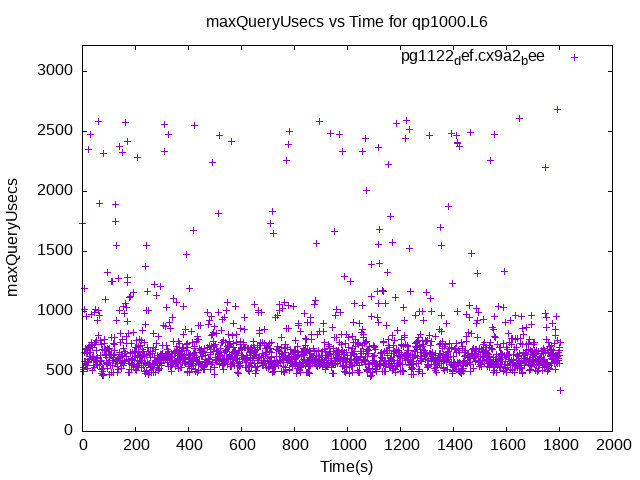 maxQueryUsecs vs Time for qp1000.L6
pg1122def.cx9a2bee
3000
2500
2000
1500
1000
500
0
maxQueryUsecs
0 200 400 600 800 1000 1200 1400 1600 1800 2000
Time(s)